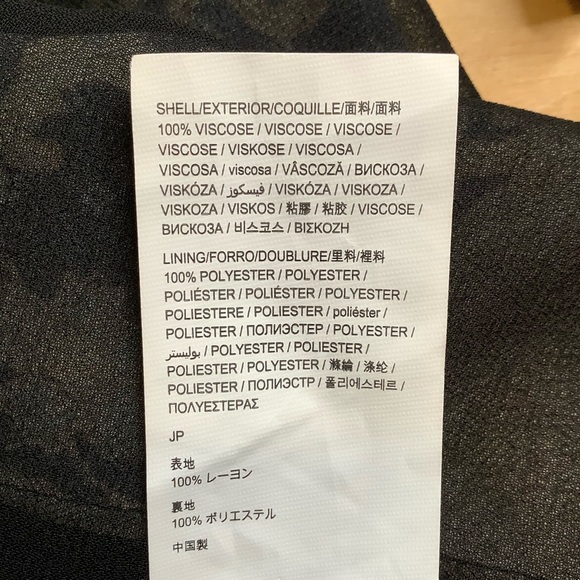 SHELL/EXTERIOR/COQUILLE/面料/面料
100% VISCOSE / VISCOSE / VISCOSE /
VISCOSE / VISKOSE / VISCOSA /
VISCOSA / viscosa / VÂSCOZĂ / ВИСКОЗА /
VISKÓZA / فيسكوز / VISKÓZA / VISKOZA /
VISKOZA / VISKOS / 粘膠 / 粘胶 / VISCOSE /
ВИСКОЗА / 비스코스 / ΒΙΣΚΟΖΗ
LINING/FORRO/DOUBLURE/里料/裡料
100% POLYESTER / POLYESTER /
POLIÉSTER / POLIÉSTER / POLYESTER /
POLIESTERE / POLIESTER / poliéster /
POLIESTER / ПОЛИЭСТЕР / POLYESTER /
بوليستر / POLYESTER / POLIESTER /
POLIESTER / POLYESTER / 滌綸 / 涤纶 /
POLIESTER / ПОЛИЭСТР / 폴리에스테르 /
ΠΟΛΥΕΣΤΕΡΑΣ
JP
表地
100% レーヨン
裏地
100% ポリエステル
中国製